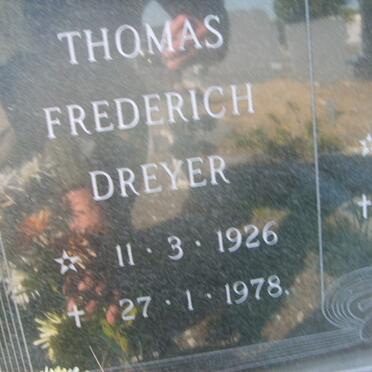 THOMAS
FREDERICH
DREYER
☆ 11 · 3 · 1926
✝ 27 · 1 · 1978.